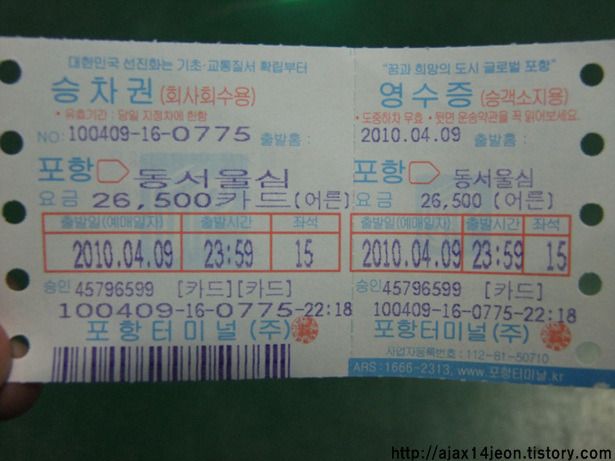 대한민국 선진화는 기초·교통질서 확립부터
승차권 (회사회수용)
• 유효기간 : 당일 지정차에 한함
NO: 100409-16-0775 출발홈 :
포항 동서울심
요금 26,500카드(어른)
출발일(예매일자) 출발시간 좌석
2010.04.09 23:59 15
승인 45796599 [카드][카드]
100409-16-0775-22:18
포항터미널 (주)
"꿈과 희망의 도시 글로벌 포항"
영수증 (승객소지용)
• 도중하차 무효 • 뒷면 운송약관을 꼭 읽어보세요.
2010.04.09 출발홈 :
포항 동서울심
요금 26,500 (어른)
출발일(예매일자) 출발시간 좌석
2010.04.09 23:59 15
승인 45796599 [카드]
100409-16-0775-22:18
포항터미널 (주)
사업자등록번호 : 112-81-50710
ARS : 1666-2313, www.포항터미널.kr
http://ajax14jeon.tistory.com